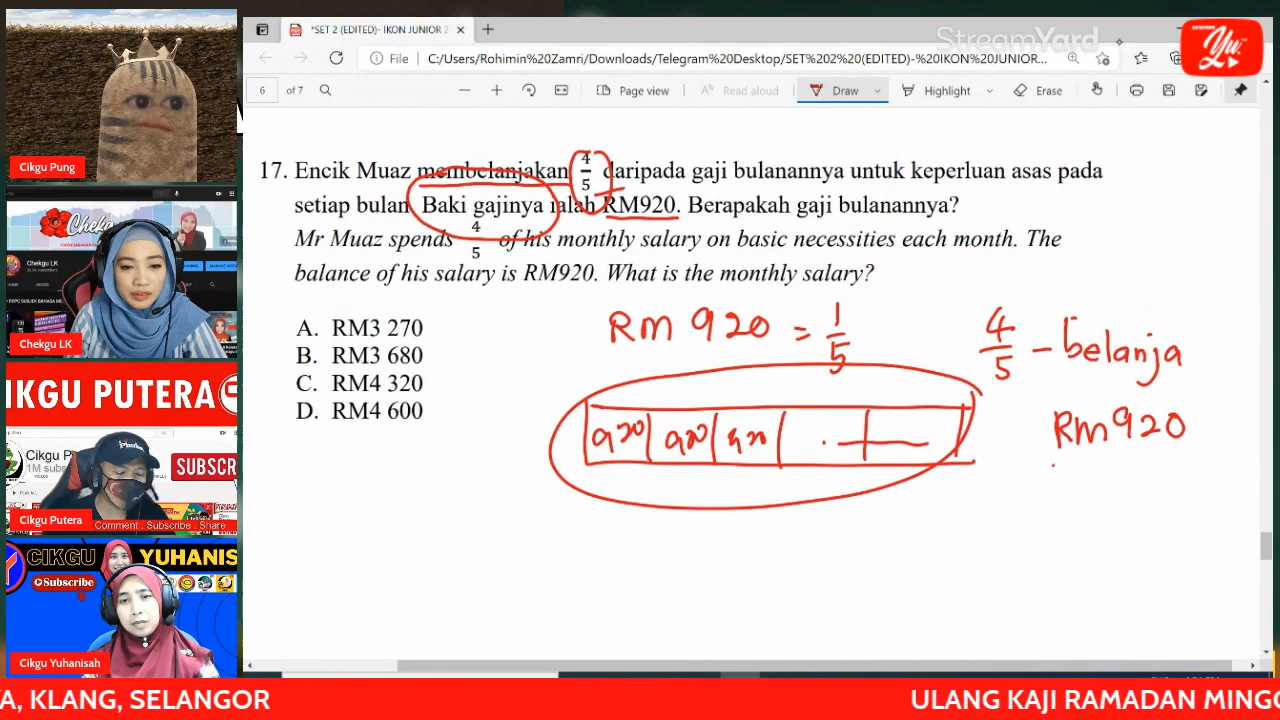 *SET 2 (EDITED)- IKON JUNIOR 2
StreamYard
File
C:/Users/Rohimin%20Zamri/Downloads/Telegram%20Desktop/SET%202%20(EDITED)-%20IKON%20JUNIOR...
6 of 7
Page view
Read aloud
Draw
Highlight
Erase
17. Encik Muaz membelanjakan 4/5 daripada gaji bulanannya untuk keperluan asas pada
setiap bulan Baki gajinya ialah RM920. Berapakah gaji bulanannya?
Mr Muaz spends 4/5 of his monthly salary on basic necessities each month. The
balance of his salary is RM920. What is the monthly salary?
A. RM3 270
B. RM3 680
C. RM4 320
D. RM4 600
Rm 920 = 1/5
4/5 - belanja
Rm920
920 920 920
Cikgu Pung
Cheku
Chekgu LK
Chekgu LK
CIKGU PUTERA
SUBSCR
Comment . Subscribe . Share
Cikgu Putera
CIKGU YUHANIS
Subscribe
Cikgu Yuhanisah
Yu
A, KLANG, SELANGOR
ULANG KAJI RAMADAN MINGG